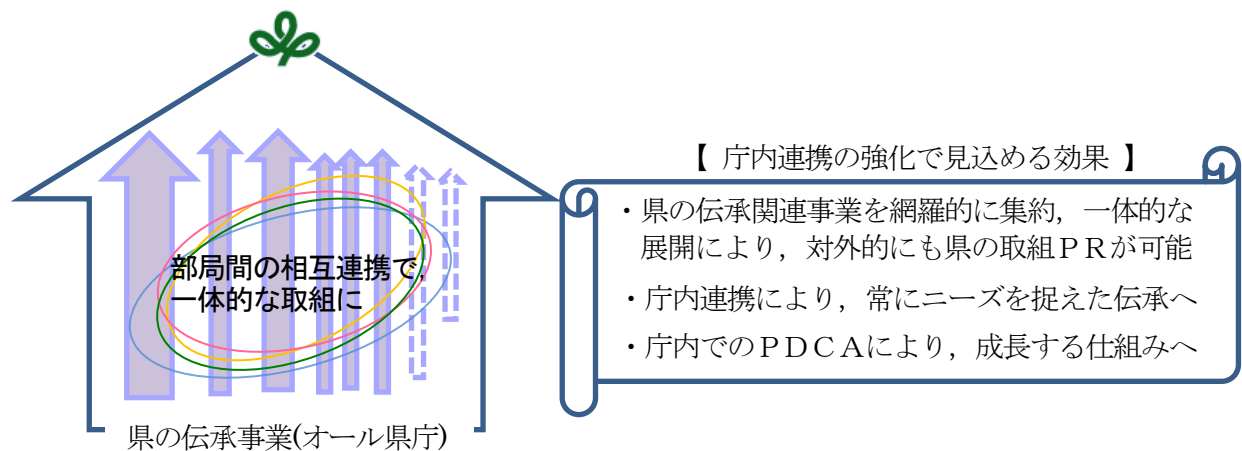 部局間の相互連携で,
一体的な取組に
県の伝承事業(オール県庁)
【 庁内連携の強化で見込める効果 】
・県の伝承関連事業を網羅的に集約，一体的な
展開により，対外的にも県の取組ＰＲが可能
・庁内連携により，常にニーズを捉えた伝承へ
・庁内でのＰＤＣＡにより，成長する仕組みへ